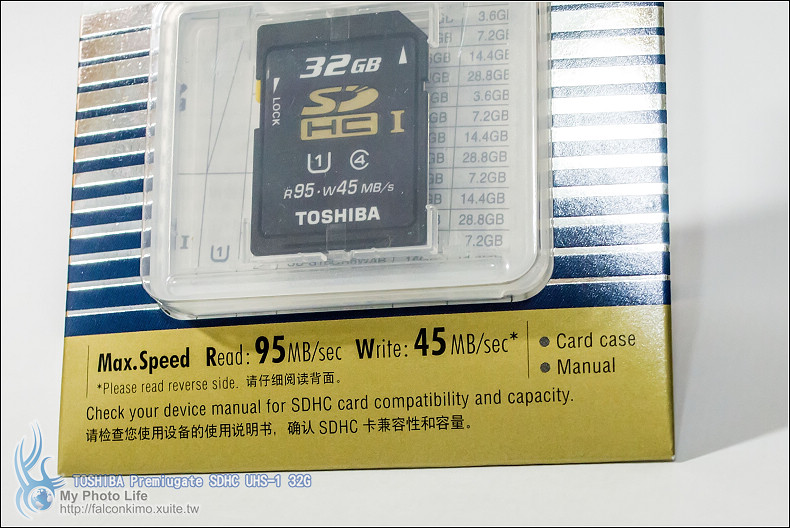 3.6G
7.2G
14.4G
28.8G
3.6GB
7.2GB
14.4GB
28.8GB
7.2GB
14.4GB
28.8GB
7.2GB
32GB
LOCK
SD
HC I
U1 4
R95·W45 MB/s
TOSHIBA
Max.Speed Read: 95MB/sec Write: 45MB/sec*
*Please read reverse side. 请仔细阅读背面。
• Card case
• Manual
Check your device manual for SDHC card compatibility and capacity.
请检查您使用设备的使用说明书，确认 SDHC 卡兼容性和容量。
TOSHIBA Premiugate SDHC UHS-1 32G
My Photo Life
http://falconkimo.xuite.tw